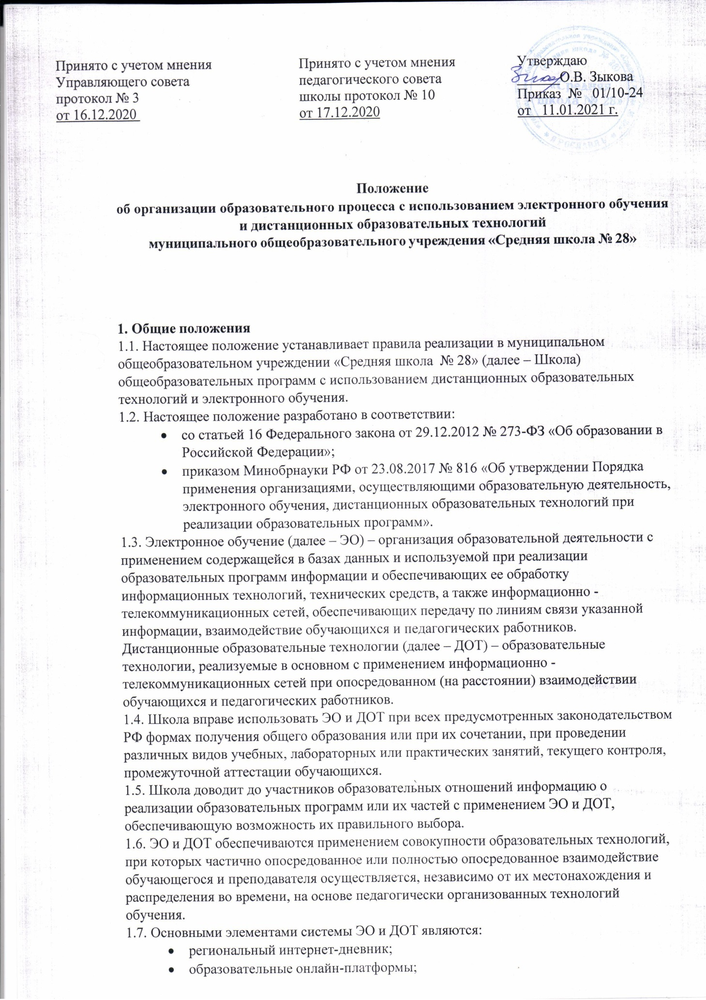 Принято с учетом мнения
Управляющего совета
протокол № 3
от 16.12.2020
Принято с учетом мнения
педагогического совета
школы протокол № 10
от 17.12.2020
Утверждаю
О.В. Зыкова
Приказ № 01/10-24
от 11.01.2021 г.
«Средняя
школа № 28»
Положение
об организации образовательного процесса с использованием электронного обучения
и дистанционных образовательных технологий
муниципального общеобразовательного учреждения «Средняя школа № 28»
1. Общие положения
1.1. Настоящее положение устанавливает правила реализации в муниципальном
общеобразовательном учреждении «Средняя школа № 28» (далее – Школа)
общеобразовательных программ с использованием дистанционных образовательных
технологий и электронного обучения.
1.2. Настоящее положение разработано в соответствии:
• со статьей 16 Федерального закона от 29.12.2012 № 273-ФЗ «Об образовании в
Российской Федерации»;
• приказом Минобрнауки РФ от 23.08.2017 № 816 «Об утверждении Порядка
применения организациями, осуществляющими образовательную деятельность,
электронного обучения, дистанционных образовательных технологий при
реализации образовательных программ».
1.3. Электронное обучение (далее – ЭО) – организация образовательной деятельности с
применением содержащейся в базах данных и используемой при реализации
образовательных программ информации и обеспечивающих ее обработку
информационных технологий, технических средств, а также информационно -
телекоммуникационных сетей, обеспечивающих передачу по линиям связи указанной
информации, взаимодействие обучающихся и педагогических работников.
Дистанционные образовательные технологии (далее – ДОТ) – образовательные
технологии, реализуемые в основном с применением информационно -
телекоммуникационных сетей при опосредованном (на расстоянии) взаимодействии
обучающихся и педагогических работников.
1.4. Школа вправе использовать ЭО и ДОТ при всех предусмотренных законодательством
РФ формах получения общего образования или при их сочетании, при проведении
различных видов учебных, лабораторных или практических занятий, текущего контроля,
промежуточной аттестации обучающихся.
1.5. Школа доводит до участников образовательных отношений информацию о
реализации образовательных программ или их частей с применением ЭО и ДОТ,
обеспечивающую возможность их правильного выбора.
1.6. ЭО и ДОТ обеспечиваются применением совокупности образовательных технологий,
при которых частично опосредованное или полностью опосредованное взаимодействие
обучающегося и преподавателя осуществляется, независимо от их местонахождения и
распределения во времени, на основе педагогически организованных технологий
обучения.
1.7. Основными элементами системы ЭО и ДОТ являются:
• региональный интернет-дневник;
• образовательные онлайн-платформы;